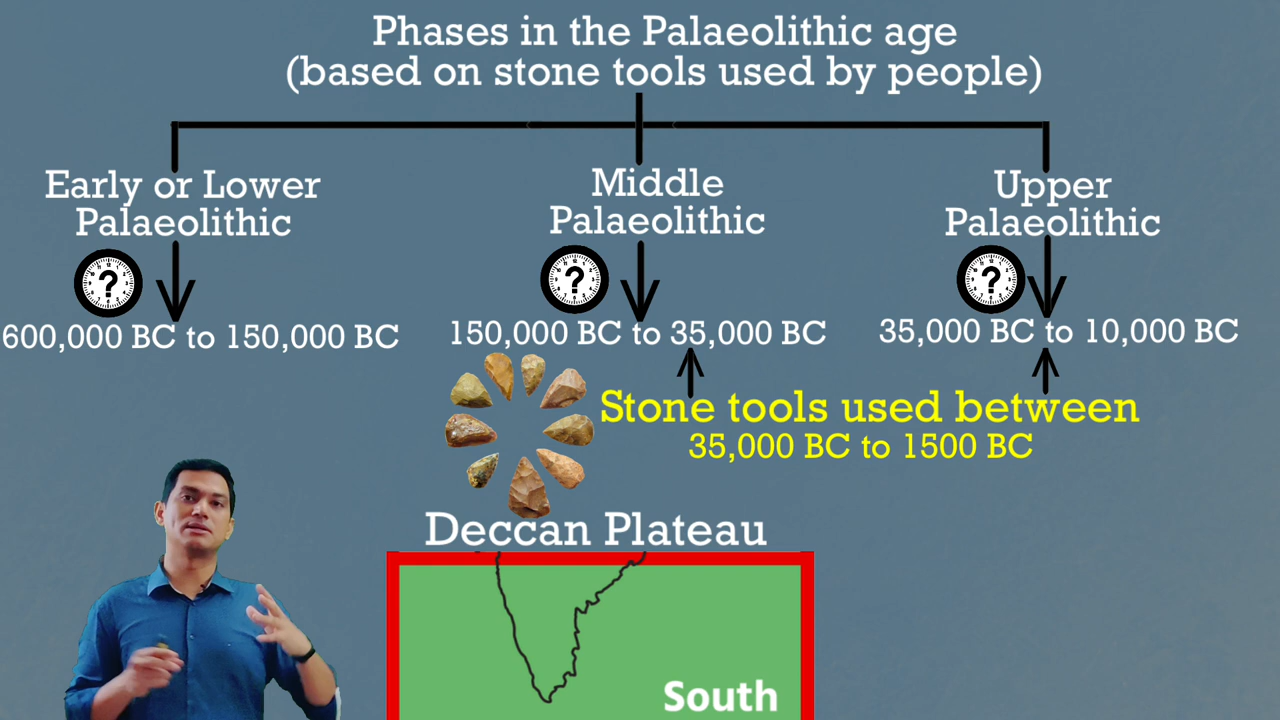 Phases in the Palaeolithic age
(based on stone tools used by people)
Early or Lower
Palaeolithic
Middle
Palaeolithic
Upper
Palaeolithic
?
?
?
600,000 BC to 150,000 BC
150,000 BC to 35,000 BC
35,000 BC to 10,000 BC
Stone tools used between
35,000 BC to 1500 BC
Deccan Plateau
South